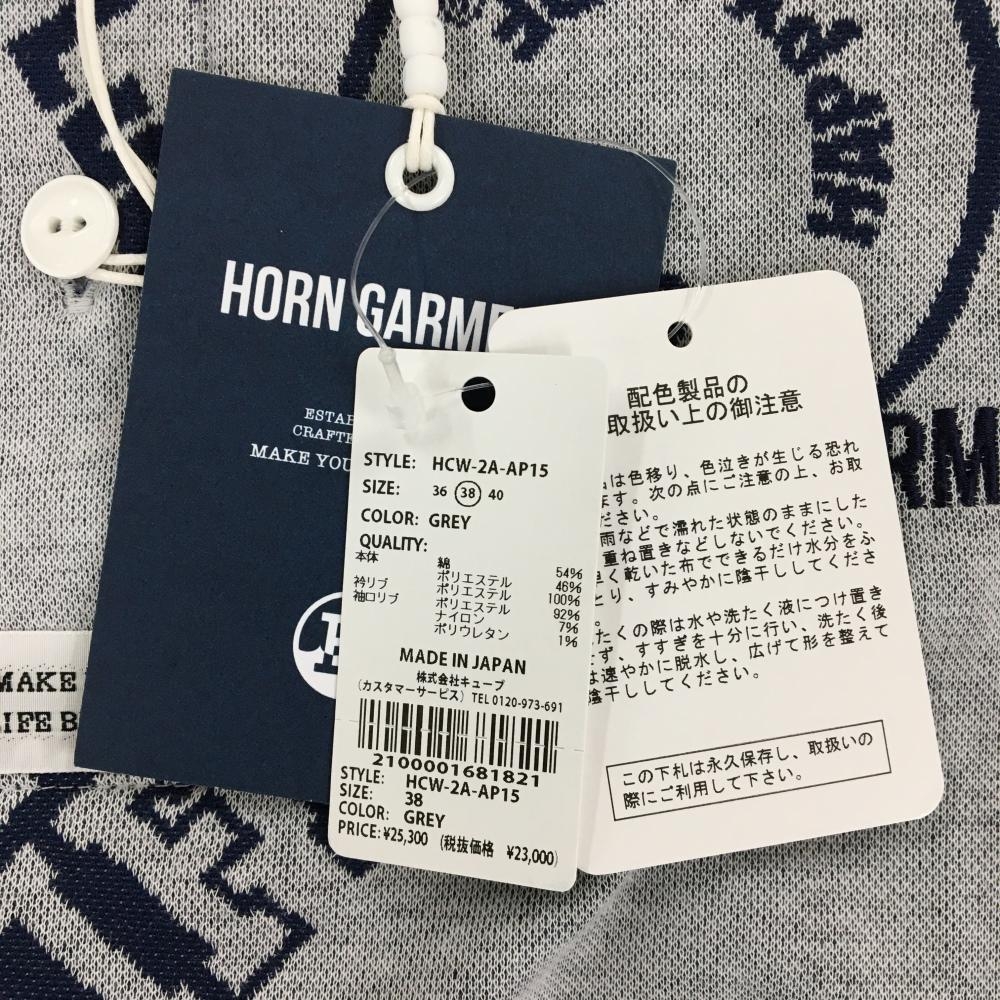 HAR
RM
HORN GARME
MAKE YOU
STYLE: HCW-2A-AP15
SIZE: 36 38 40
COLOR: GREY
QUALITY:
本体 綿 54%
ポリエステル 46%
衿リブ ポリエステル 100%
袖口リブ ポリエステル 92%
ナイロン 7%
ポリウレタン 1%
MADE IN JAPAN
株式会社キューブ
(カスタマーサービス) TEL 0120-973-691
2100001681821
STYLE: HCW-2A-AP15
SIZE: 38
COLOR: GREY
PRICE: ¥25,300 (税抜価格 ¥23,000)
配色製品の
取扱い上の御注意
は色移り、色泣きが生じる恐れ
ます。次の点にご注意の上、お取
ださい。
雨などで濡れた状態のままにした
重ね置きなどしないでください。
早く乾いた布でできるだけ水分をふ
とり、すみやかに陰干ししてくださ
たくの際は水や洗たく液につけ置き
せず、すすぎを十分に行い、洗たく後
は速やかに脱水し、広げて形を整えて
陰干ししてください。
この下札は永久保存し、取扱いの
際にご利用して下さい。
MAKE
LIFE B